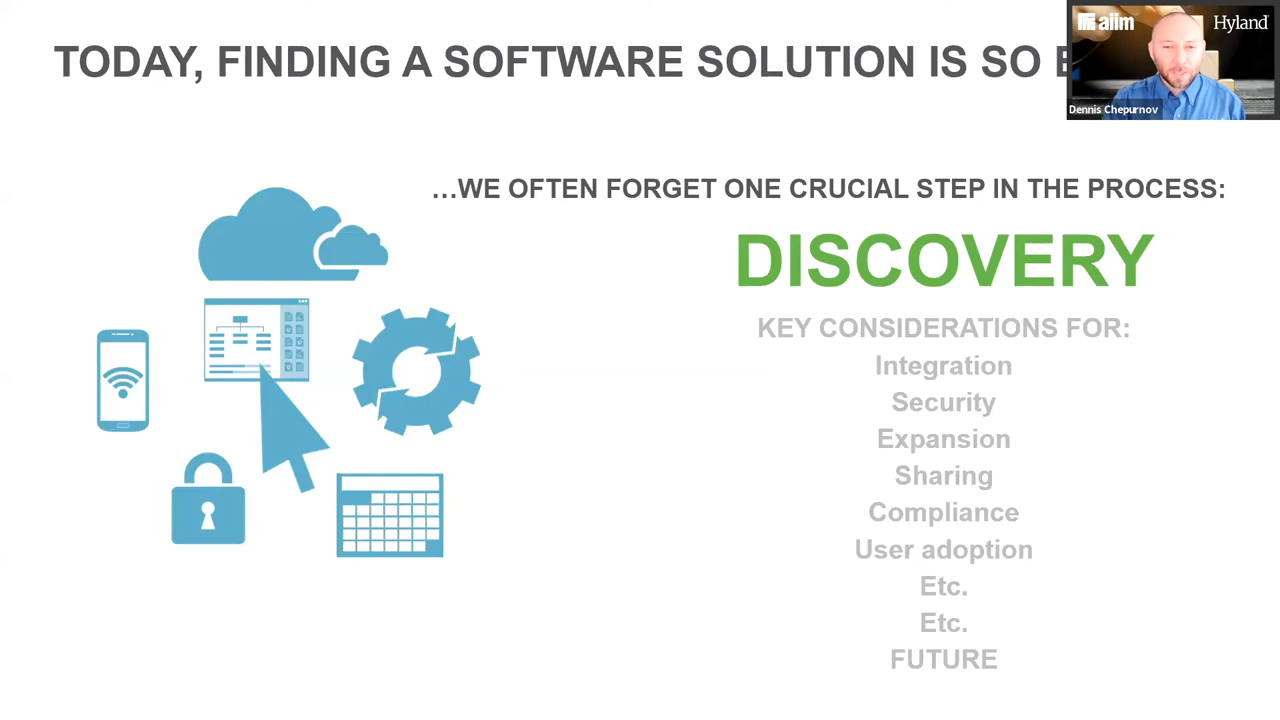 TODAY, FINDING A SOFTWARE SOLUTION IS SO
aiim
Hyland
Dennis Chepurnov
…WE OFTEN FORGET ONE CRUCIAL STEP IN THE PROCESS:
DISCOVERY
KEY CONSIDERATIONS FOR:
Integration
Security
Expansion
Sharing
Compliance
User adoption
Etc.
Etc.
FUTURE